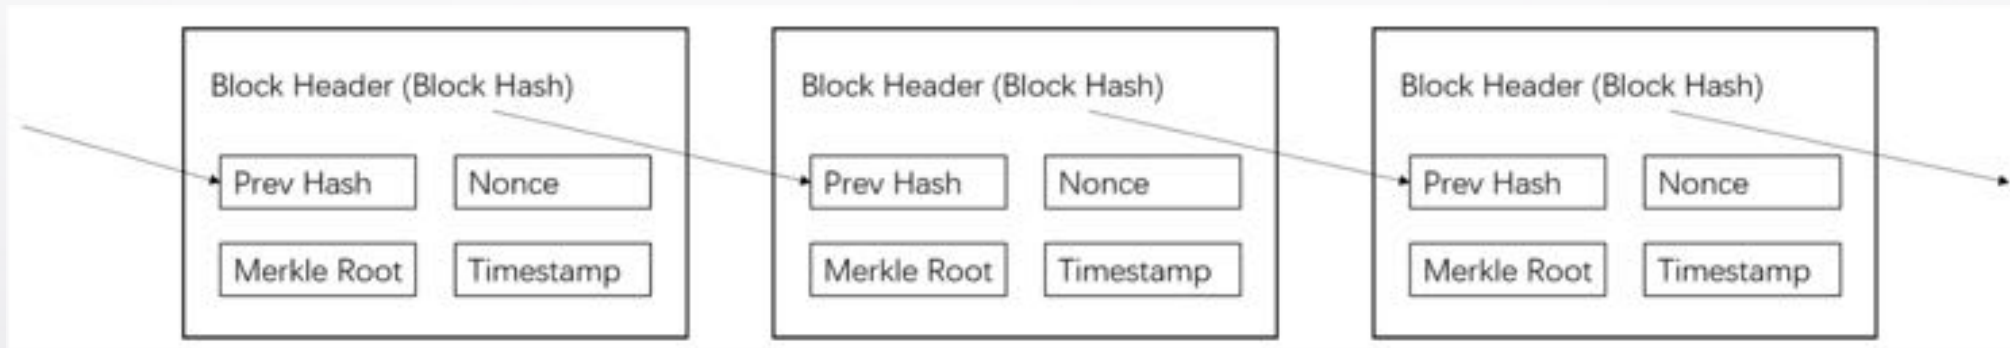 Block Header (Block Hash)
Prev Hash
Nonce
Merkle Root
Timestamp
Block Header (Block Hash)
Prev Hash
Nonce
Merkle Root
Timestamp
Block Header (Block Hash)
Prev Hash
Nonce
Merkle Root
Timestamp